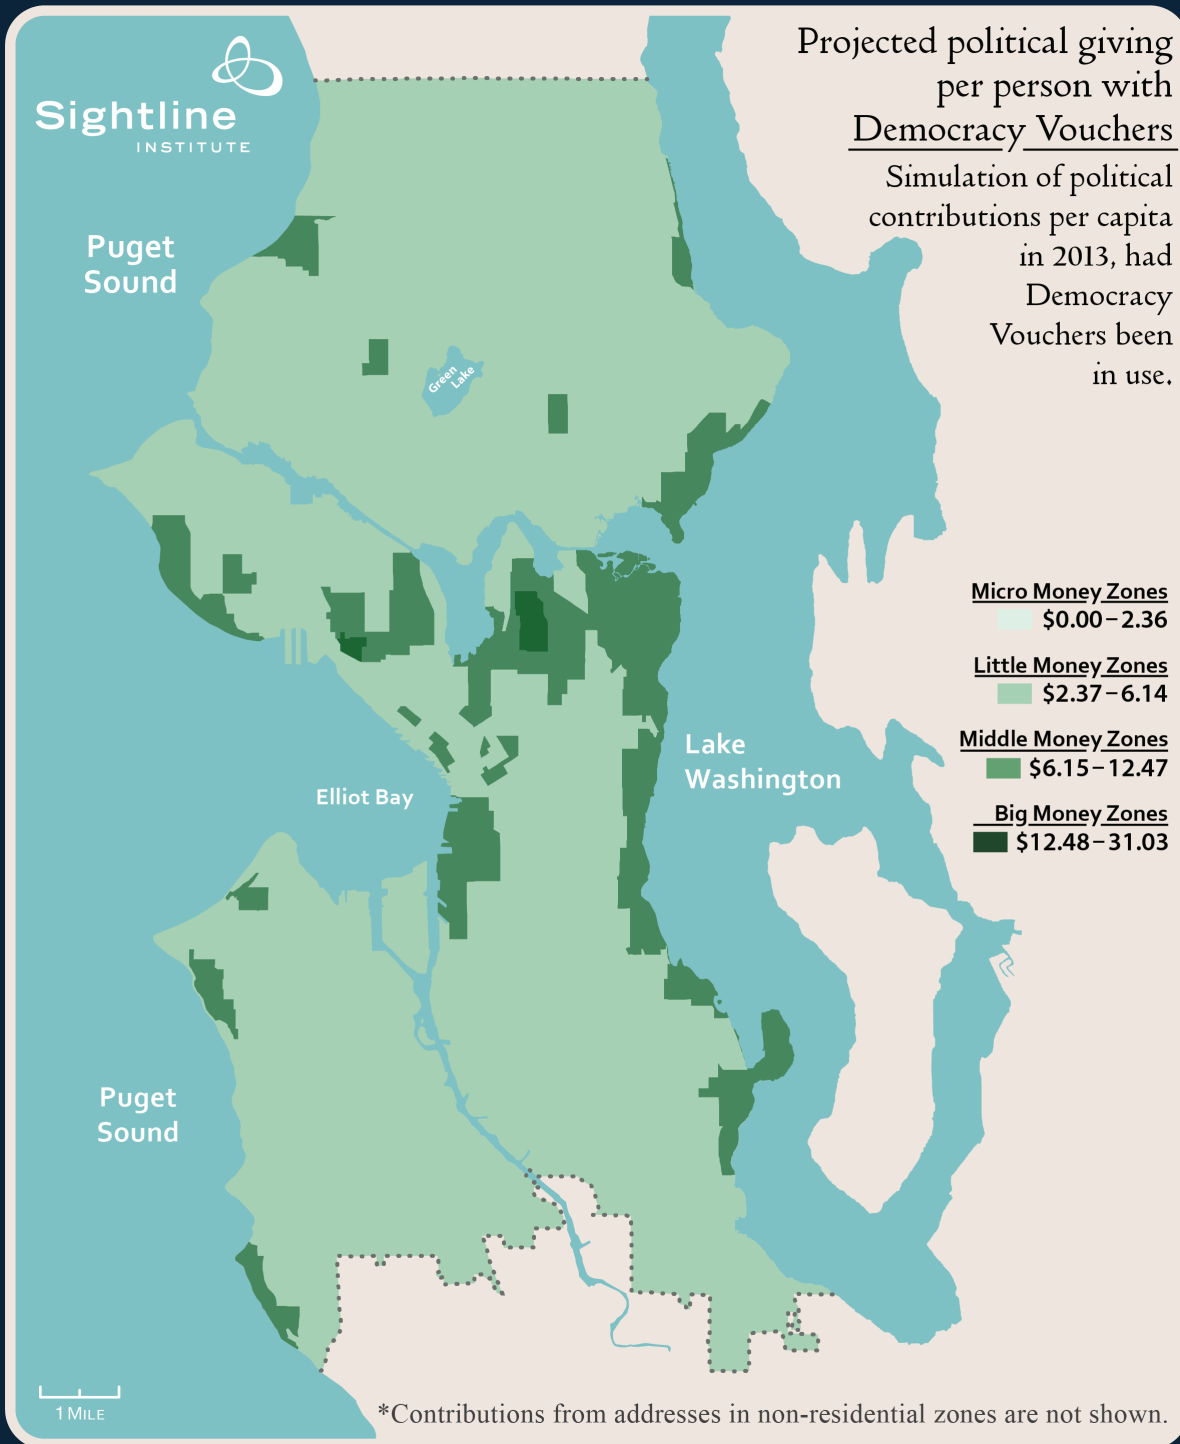 Sightline
INSTITUTE
Projected political giving
per person with
Democracy Vouchers
Simulation of political
contributions per capita
in 2013, had
Democracy
Vouchers been
in use.
Puget
Sound
Green
Lake
Micro Money Zones
$0.00–2.36
Little Money Zones
$2.37–6.14
Middle Money Zones
$6.15–12.47
Big Money Zones
$12.48–31.03
Lake
Washington
Elliot Bay
Puget
Sound
1 MILE
*Contributions from addresses in non-residential zones are not shown.